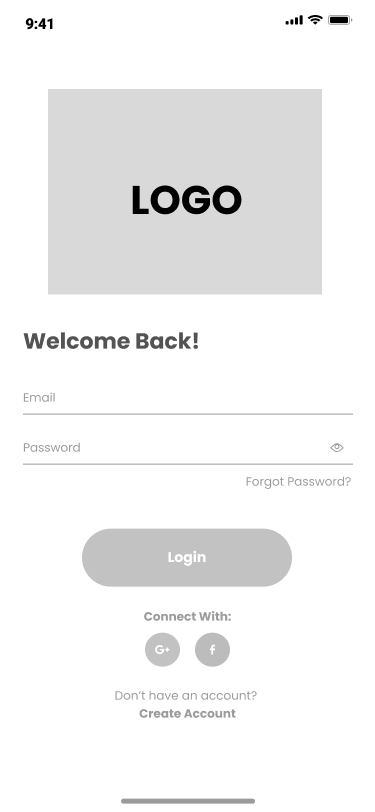 9:41
LOGO
Welcome Back!
Email
Password
Forgot Password?
Login
Connect With:
G+ f
Don’t have an account?
Create Account